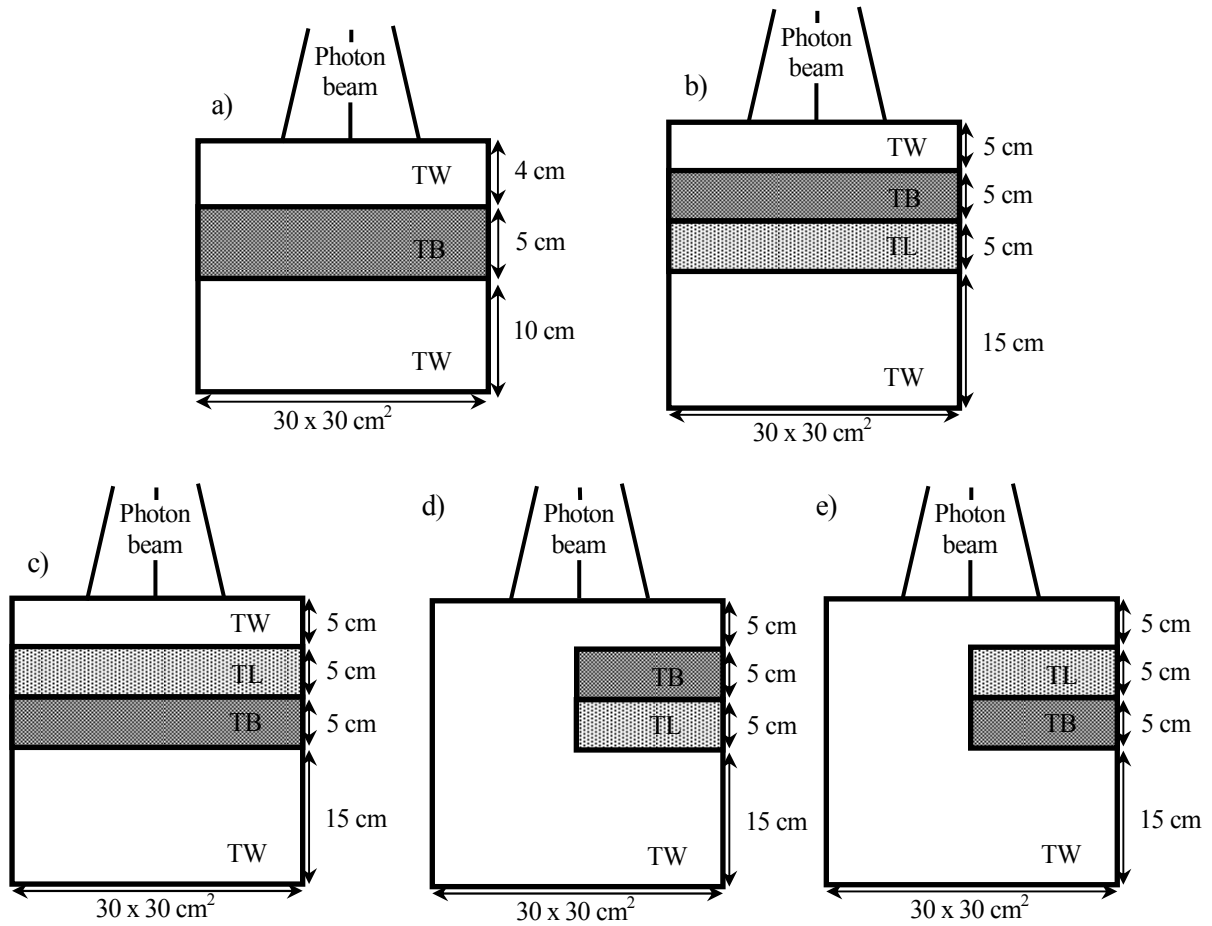 a)
Photon
beam
TW
4 cm
TB
5 cm
TW
10 cm
30 x 30 cm²
b)
Photon
beam
TW
5 cm
TB
5 cm
TL
5 cm
TW
15 cm
30 x 30 cm²
c)
Photon
beam
TW
5 cm
TL
5 cm
TB
5 cm
TW
15 cm
30 x 30 cm²
d)
Photon
beam
5 cm
TB
5 cm
TL
5 cm
TW
15 cm
30 x 30 cm²
e)
Photon
beam
5 cm
TL
5 cm
TB
5 cm
TW
15 cm
30 x 30 cm²